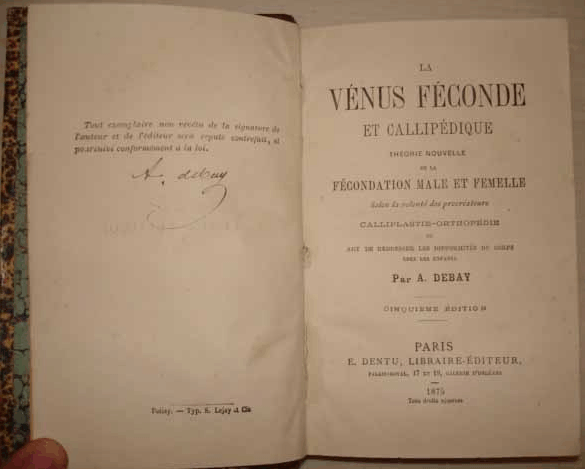 Tout exemplaire non revêtu de la signature de
l'auteur et de l'éditeur sera réputé contrefait, et
poursuivi conformément à la loi.
A. debay
Poissy. — Typ. S. Lejay et Cie
LA
VÉNUS FÉCONDE
ET CALLIPÉDIQUE
THÉORIE NOUVELLE
DE LA
FÉCONDATION MALE ET FEMELLE
Selon la volonté des procréateurs
CALLIPLASTIE-ORTHOPÉDIE
OU
ART DE REDRESSER LES DIFFORMITÉS DU CORPS
CHEZ LES ENFANTS
Par A. DEBAY
CINQUIÈME ÉDITION
PARIS
E. DENTU, LIBRAIRE-ÉDITEUR,
PALAIS-ROYAL, 17 ET 19, GALERIE D'ORLÉANS
1875
Tous droits réservés